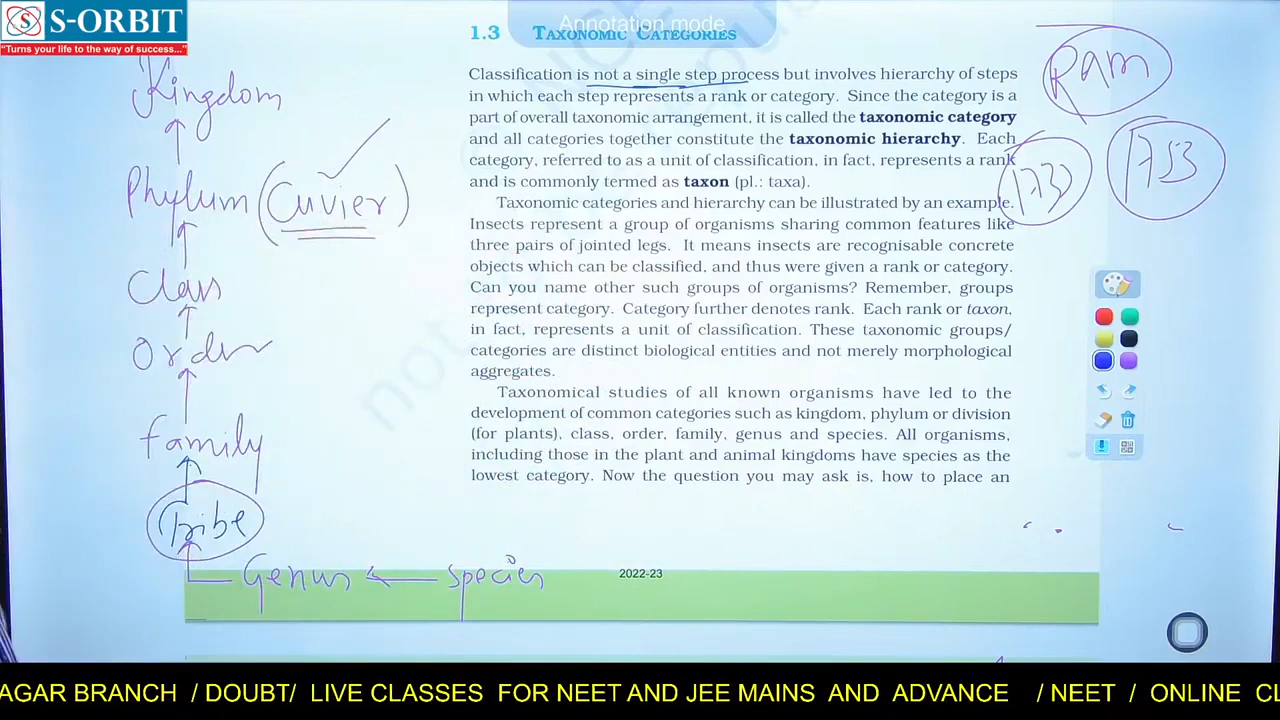 S-ORBIT
"Turns your life to the way of success..."
Annotation mode
1.3 TAXONOMIC CATEGORIES
Classification is not a single step process but involves hierarchy of steps
in which each step represents a rank or category. Since the category is a
part of overall taxonomic arrangement, it is called the taxonomic category
and all categories together constitute the taxonomic hierarchy. Each
category, referred to as a unit of classification, in fact, represents a rank
and is commonly termed as taxon (pl.: taxa).
Taxonomic categories and hierarchy can be illustrated by an example.
Insects represent a group of organisms sharing common features like
three pairs of jointed legs. It means insects are recognisable concrete
objects which can be classified, and thus were given a rank or category.
Can you name other such groups of organisms? Remember, groups
represent category. Category further denotes rank. Each rank or taxon,
in fact, represents a unit of classification. These taxonomic groups/
categories are distinct biological entities and not merely morphological
aggregates.
Taxonomical studies of all known organisms have led to the
development of common categories such as kingdom, phylum or division
(for plants), class, order, family, genus and species. All organisms,
including those in the plant and animal kingdoms have species as the
lowest category. Now the question you may ask is, how to place an
2022-23
Kingdom
Phylum (Cuvier)
Class
Order
family
Tribe
Genus species
Ram
1753
AGAR BRANCH / DOUBT/ LIVE CLASSES FOR NEET AND JEE MAINS AND ADVANCE / NEET / ONLINE